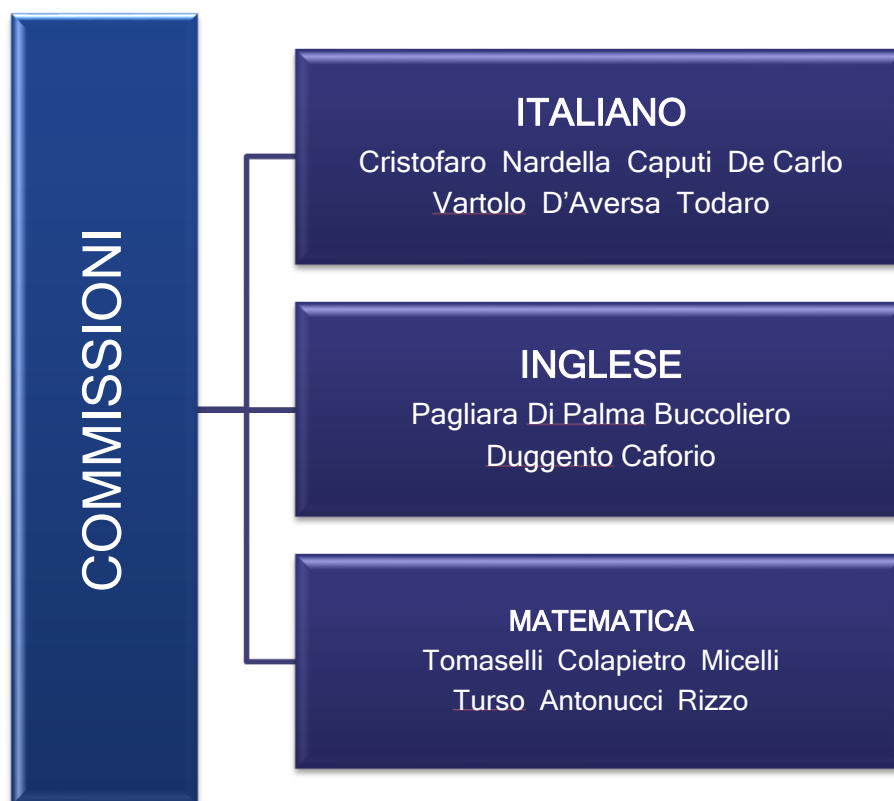 COMMISSIONI
ITALIANO
Cristofaro Nardella Caputi De Carlo
Vartolo D'Aversa Todaro
INGLESE
Pagliara Di Palma Buccoliero
Duggento Caforio
MATEMATICA
Tomaselli Colapietro Micelli
Turso Antonucci Rizzo